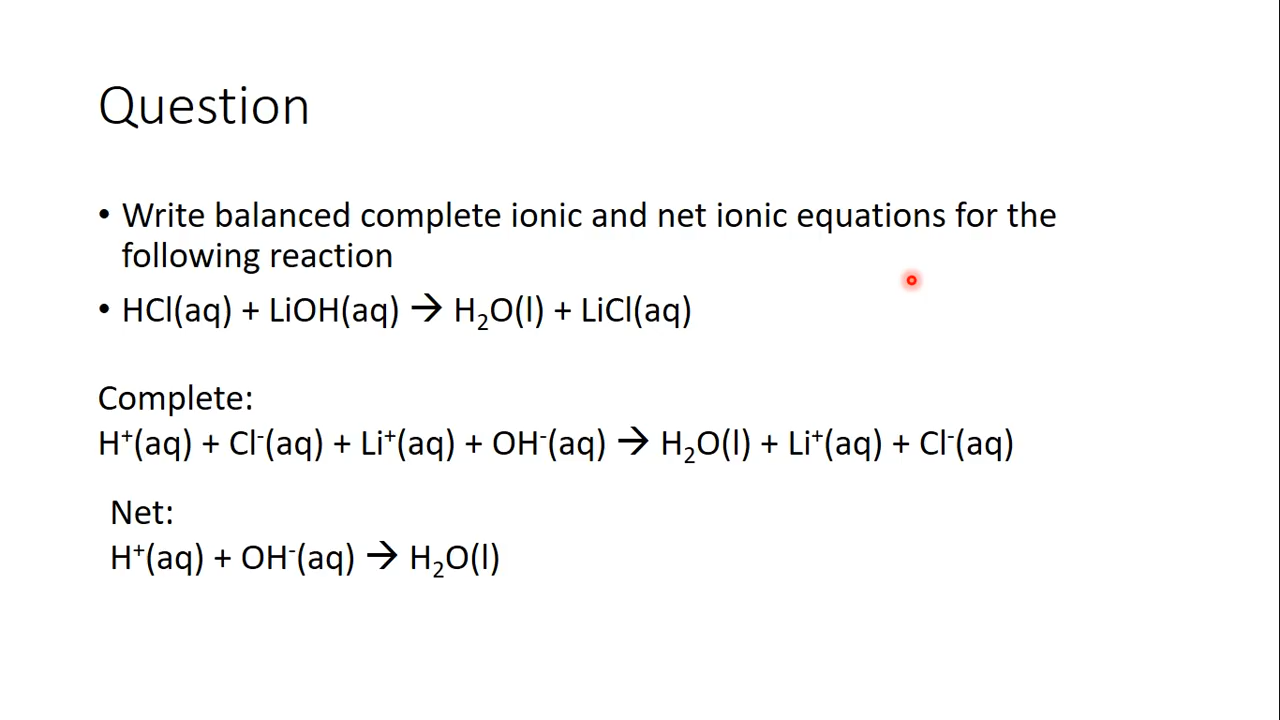 Question
• Write balanced complete ionic and net ionic equations for the
following reaction
• HCl(aq) + LiOH(aq) → H₂O(l) + LiCl(aq)
Complete:
H⁺(aq) + Cl⁻(aq) + Li⁺(aq) + OH⁻(aq) → H₂O(l) + Li⁺(aq) + Cl⁻(aq)
Net:
H⁺(aq) + OH⁻(aq) → H₂O(l)